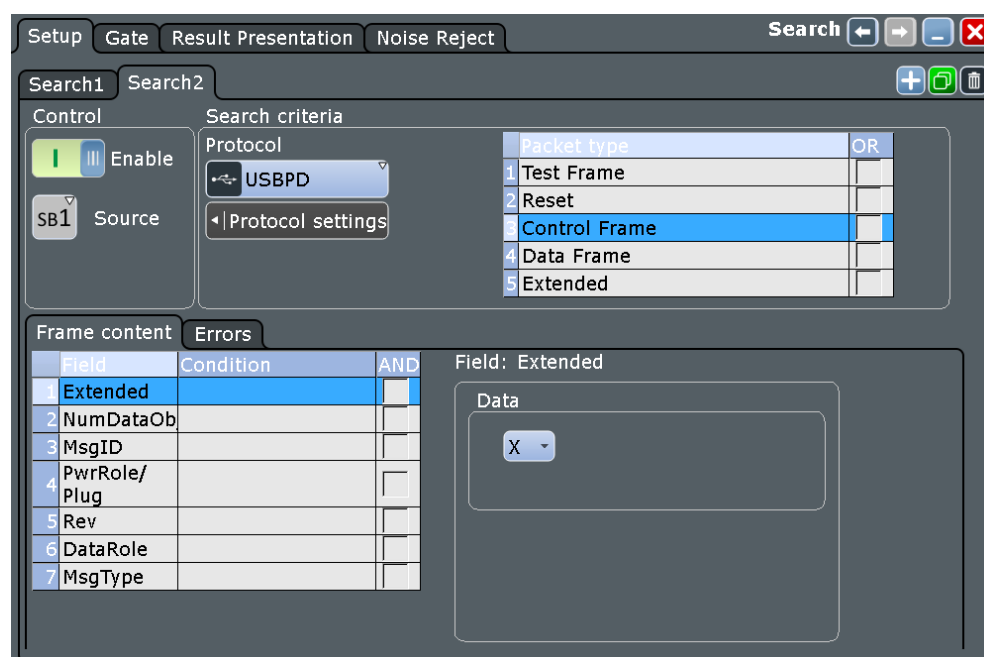 Setup Gate Result Presentation Noise Reject Search
Search1 Search2
Control Search criteria
Enable
SB1 Source
Protocol
USBPD
Protocol settings
Packet type OR
1 Test Frame
2 Reset
3 Control Frame
4 Data Frame
5 Extended
Frame content Errors
Field Condition AND
1 Extended
2 NumDataOb
3 MsgID
4 PwrRole/
Plug
5 Rev
6 DataRole
7 MsgType
Field: Extended
Data
X